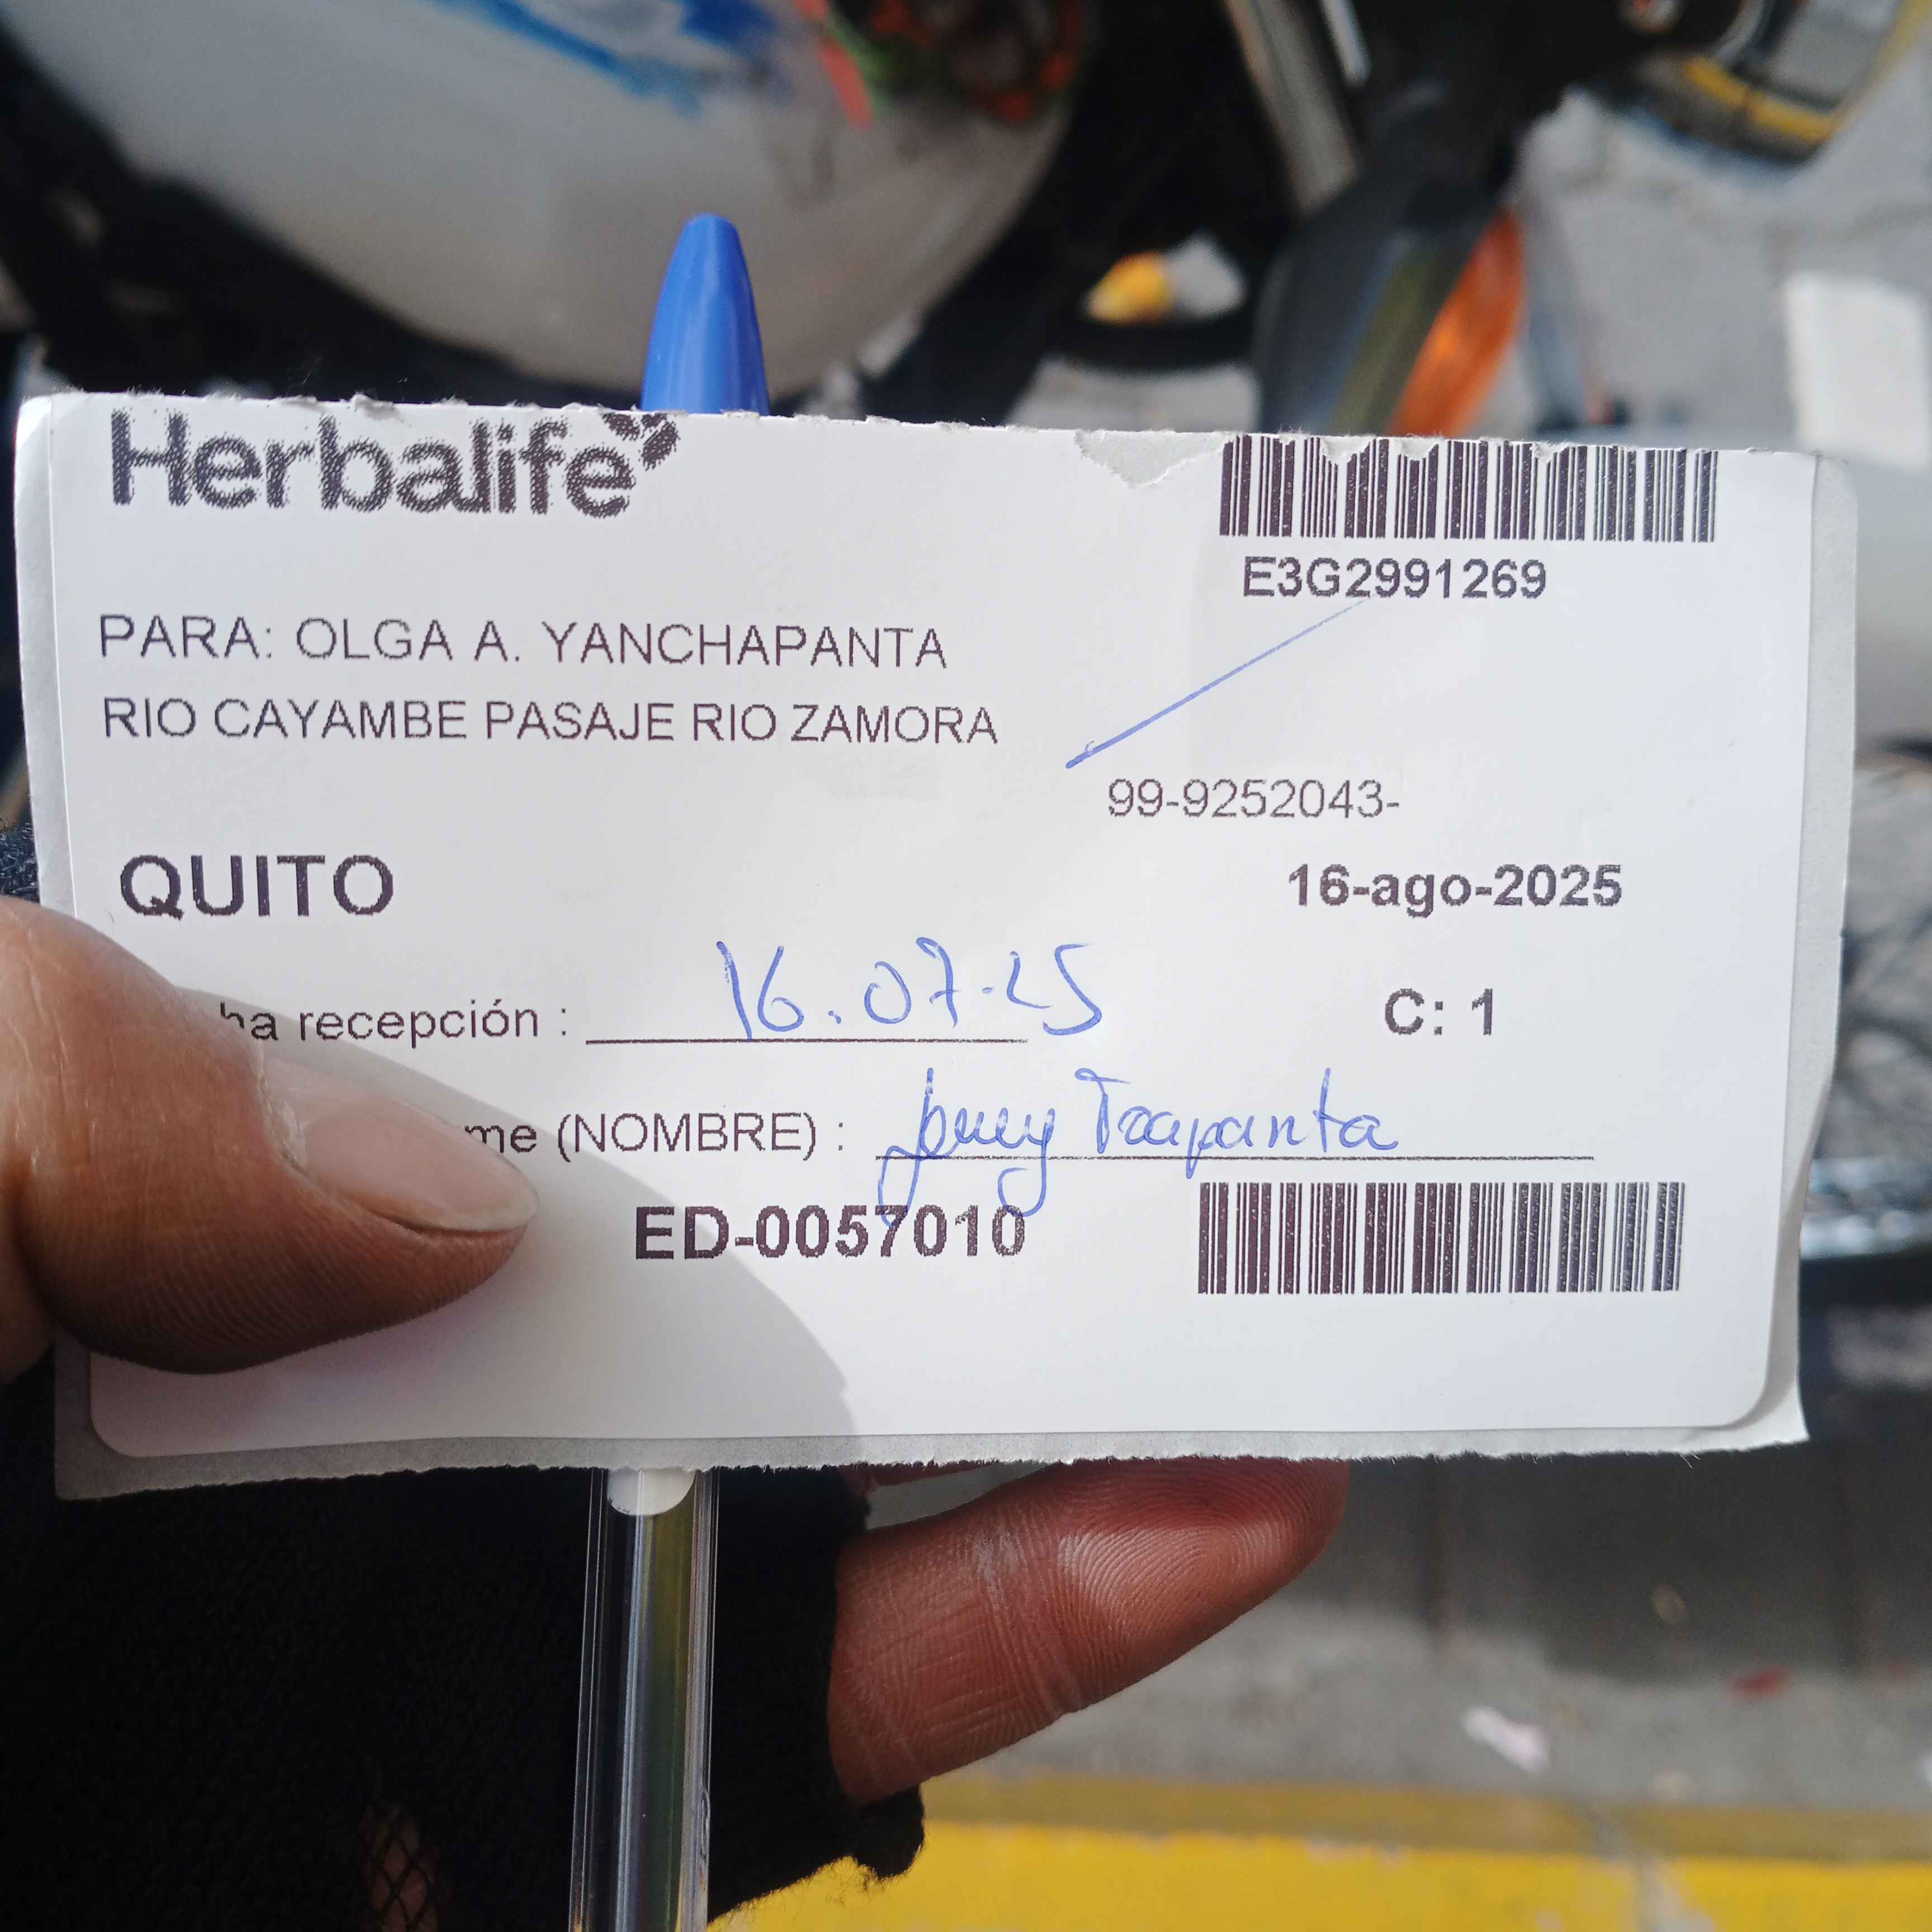 Herbalife
E3G2991269
PARA: OLGA A. YANCHAPANTA
RIO CAYAMBE PASAJE RIO ZAMORA
99-9252043-
QUITO
16-ago-2025
ha recepción : 16.07.25
C: 1
me (NOMBRE) :
ED-0057010